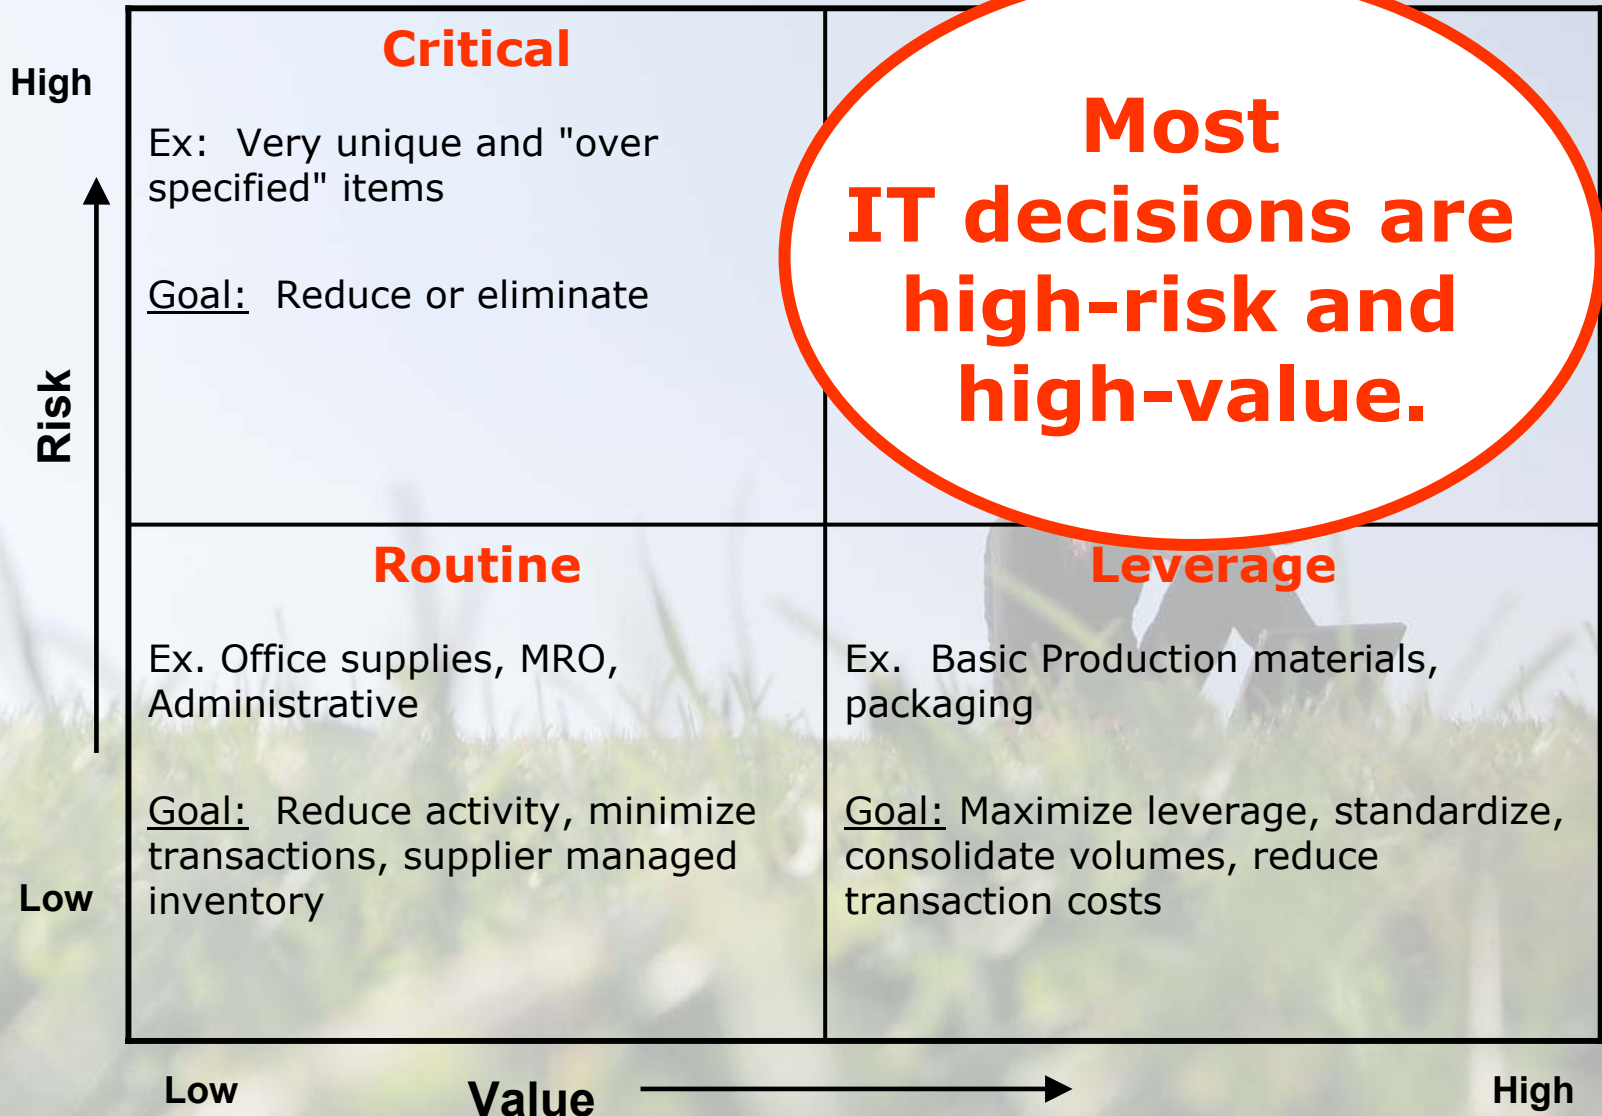 Critical
High
Ex:  Very unique and "over
specified" items
Goal:  Reduce or eliminate
Most
IT decisions are
high-risk and
high-value.
Risk
Routine
Ex. Office supplies, MRO,
Administrative
Goal:  Reduce activity, minimize
transactions, supplier managed
inventory
Leverage
Ex.  Basic Production materials,
packaging
Goal: Maximize leverage, standardize,
consolidate volumes, reduce
transaction costs
Low
Low
Value
High